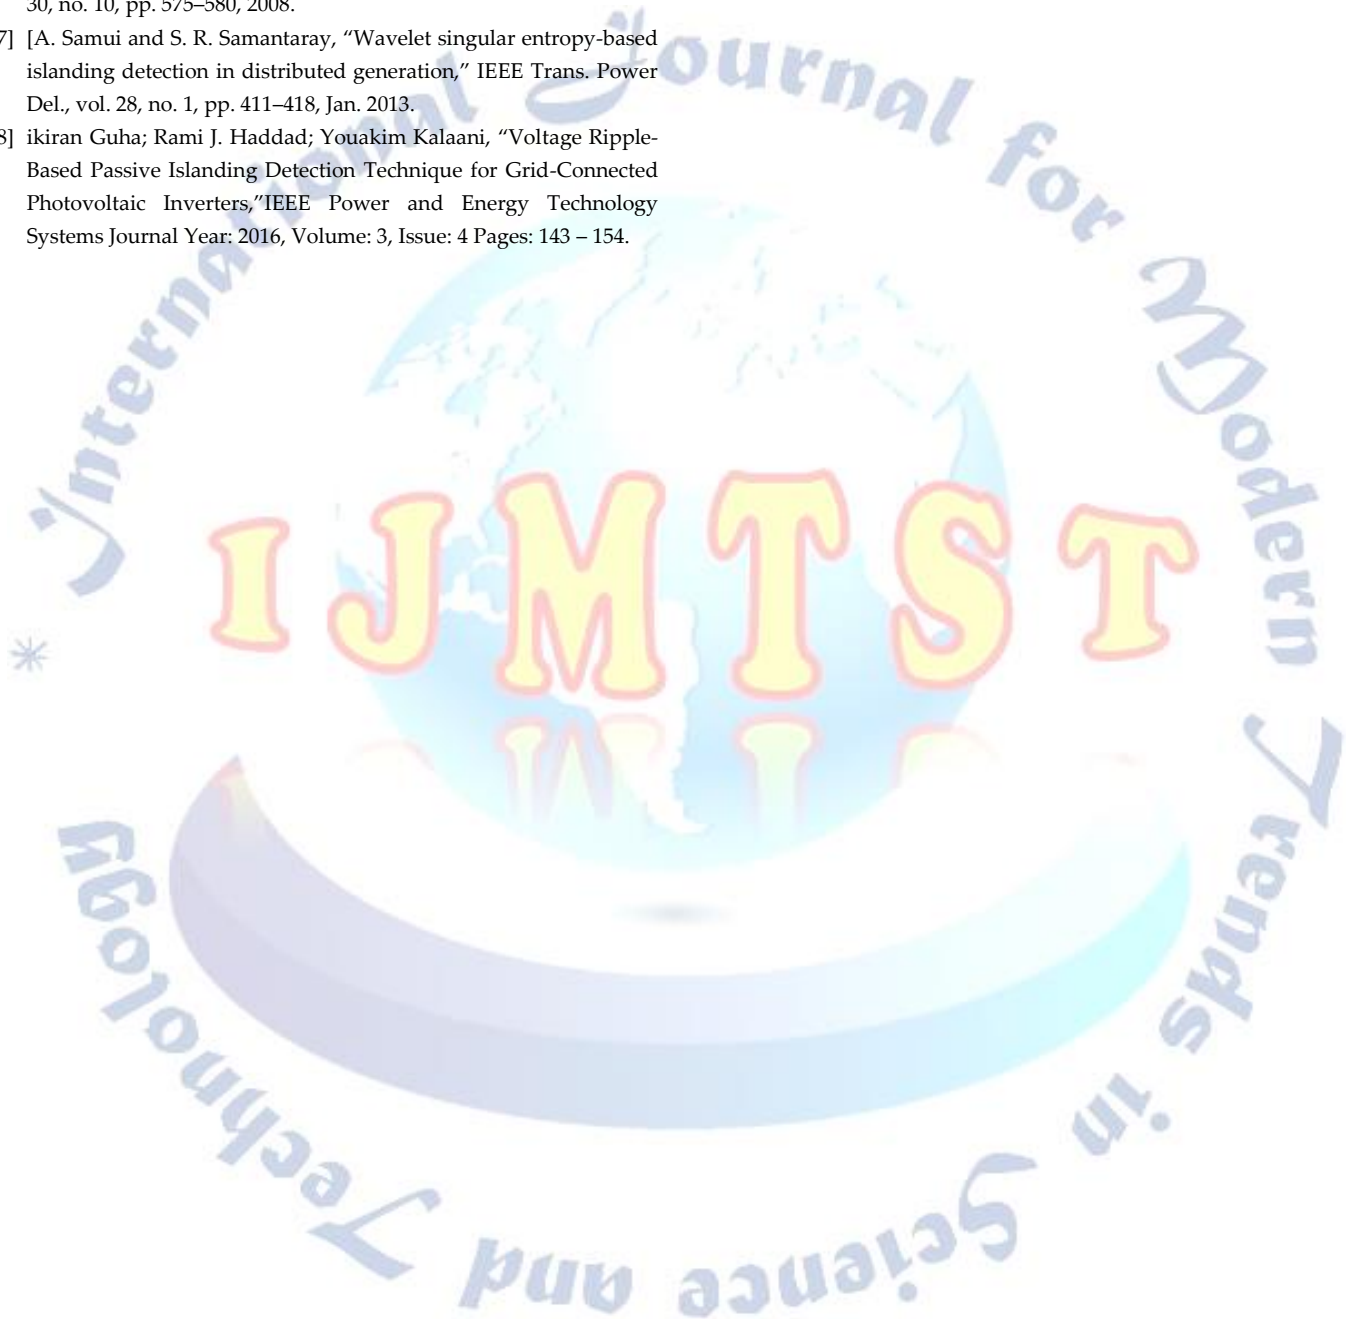 30, no. 10, pp. 575–580, 2008.
7] [A. Samui and S. R. Samantaray, “Wavelet singular entropy-based
islanding detection in distributed generation,” IEEE Trans. Power
Del., vol. 28, no. 1, pp. 411–418, Jan. 2013.
8] ikiran Guha; Rami J. Haddad; Youakim Kalaani, “Voltage Ripple-
Based Passive Islanding Detection Technique for Grid-Connected
Photovoltaic Inverters,”IEEE Power and Energy Technology
Systems Journal Year: 2016, Volume: 3, Issue: 4 Pages: 143 – 154.
International Journal for Modern Trends in Science and Technology
IJMTST